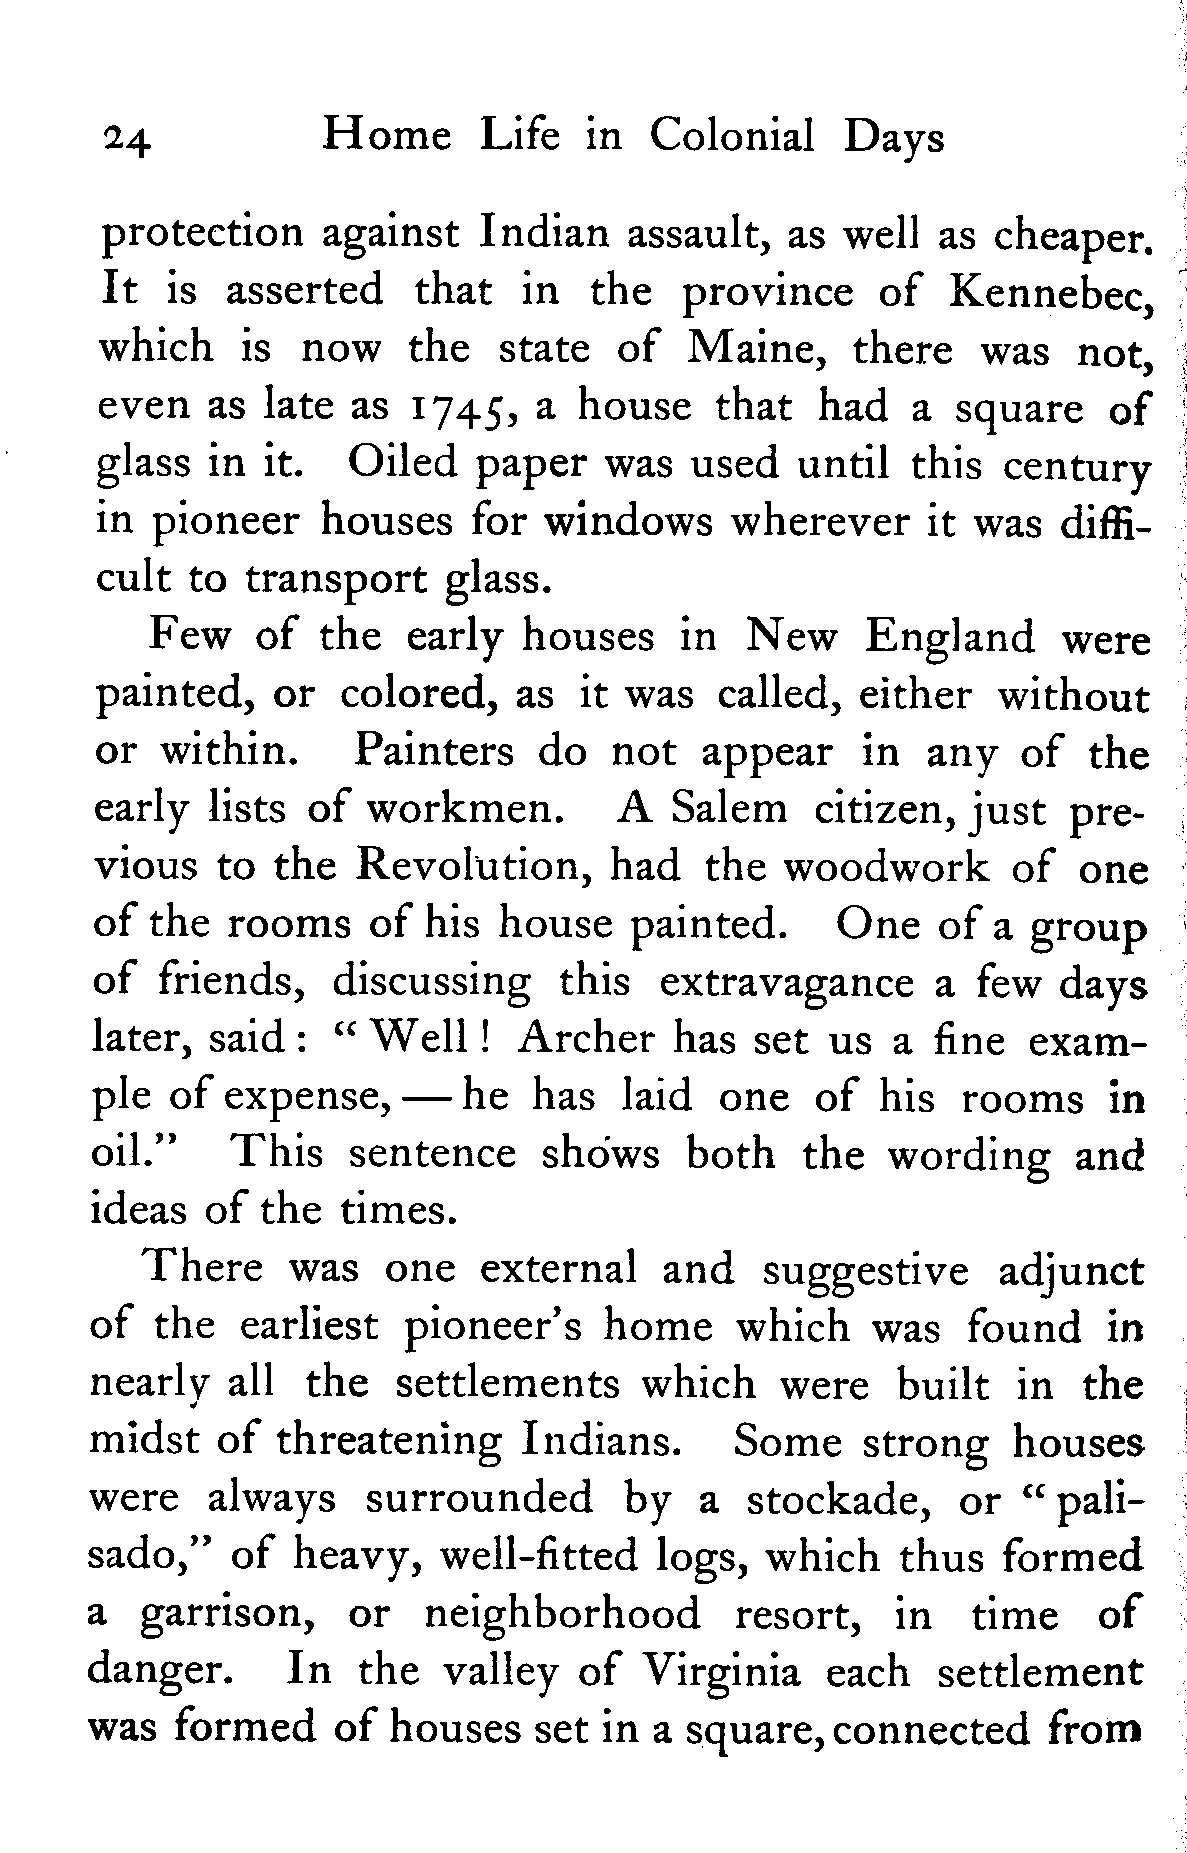 24 Home Life in Colonial Days
protection against Indian assault, as well as cheaper.
It is asserted that in the province of Kennebec,
which is now the state of Maine, there was not,
even as late as 1745, a house that had a square of
glass in it. Oiled paper was used until this century
in pioneer houses for windows wherever it was diffi-
cult to transport glass.
Few of the early houses in New England were
painted, or colored, as it was called, either without
or within. Painters do not appear in any of the
early lists of workmen. A Salem citizen, just pre-
vious to the Revolution, had the woodwork of one
of the rooms of his house painted. One of a group
of friends, discussing this extravagance a few days
later, said: “Well! Archer has set us a fine exam-
ple of expense,—he has laid one of his rooms in
oil.” This sentence shows both the wording and
ideas of the times.
There was one external and suggestive adjunct
of the earliest pioneer’s home which was found in
nearly all the settlements which were built in the
midst of threatening Indians. Some strong houses
were always surrounded by a stockade, or “pali-
sado,” of heavy, well-fitted logs, which thus formed
a garrison, or neighborhood resort, in time of
danger. In the valley of Virginia each settlement
was formed of houses set in a square, connected from